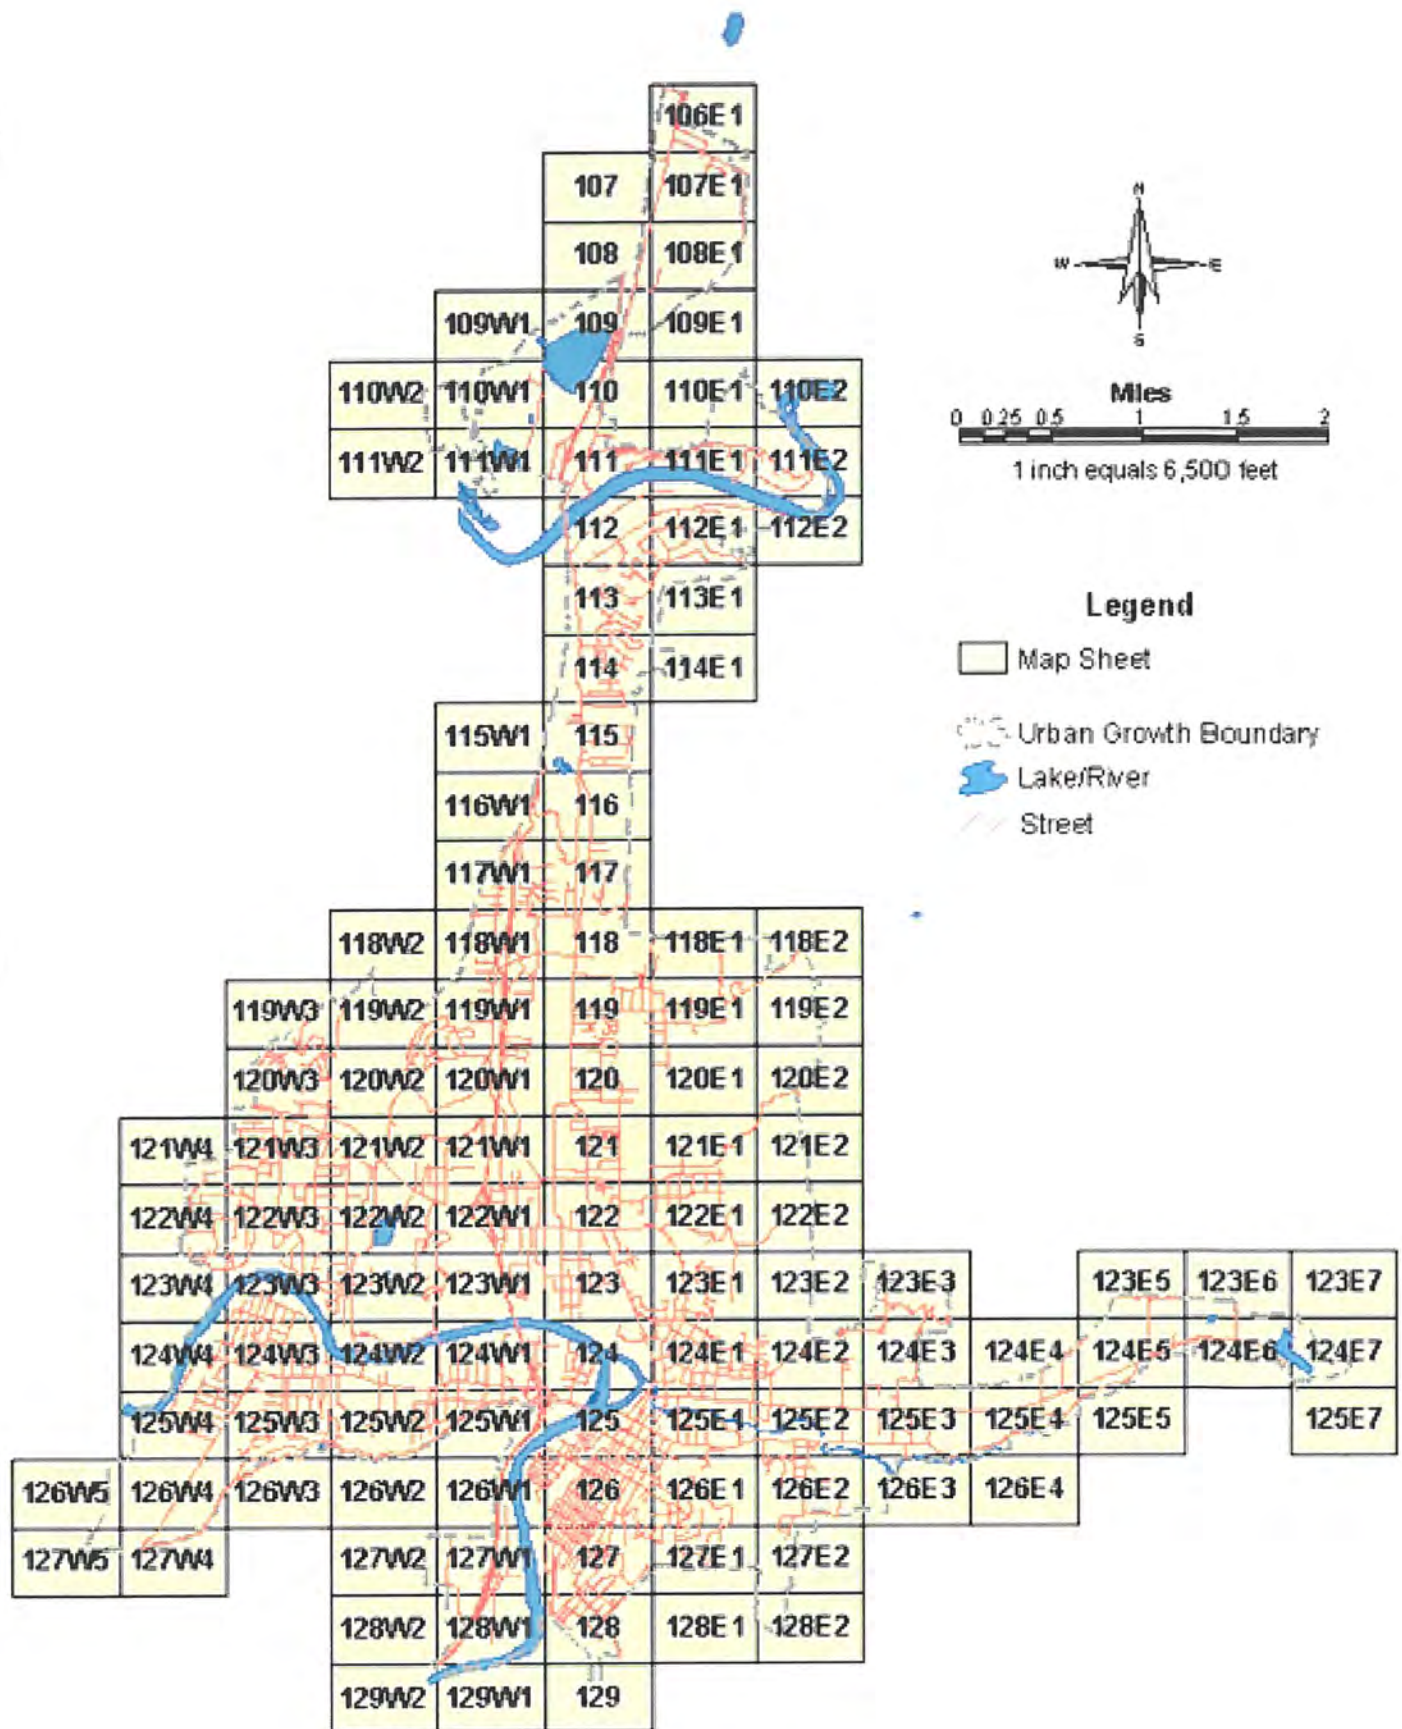 106E1
107 107E1
N
108 108E1
W E
109W1 109 109E1
S
110W2 110W1 110 110E1 110E2
Miles
0 0.25 0.5 1 1.5 2
111W2 111W1 111 111E1 111E2
1 inch equals 6,500 feet
112 112E1 112E2
113 113E1
Legend
114 114E1
Map Sheet
115W1 115
Urban Growth Boundary
Lake/River
116W1 116
Street
117W1 117
118W2 118W1 118 118E1 118E2
119W3 119W2 119W1 119 119E1 119E2
120W3 120W2 120W1 120 120E1 120E2
121W4 121W3 121W2 121W1 121 121E1 121E2
122W4 122W3 122W2 122W1 122 122E1 122E2
123W4 123W3 123W2 123W1 123 123E1 123E2 123E3 123E5 123E6 123E7
124W4 124W3 124W2 124W1 124 124E1 124E2 124E3 124E4 124E5 124E6 124E7
125W4 125W3 125W2 125W1 125 125E1 125E2 125E3 125E4 125E5 125E7
126W5 126W4 126W3 126W2 126W1 126 126E1 126E2 126E3 126E4
127W5 127W4 127W2 127W1 127 127E1 127E2
128W2 128W1 128 128E1 128E2
129W2 129W1 129